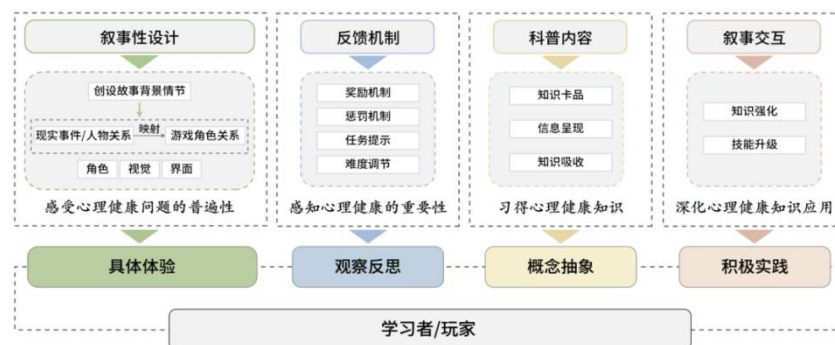 叙事性设计
创设故事背景情节
现实事件/人物关系
映射
游戏角色关系
角色
视觉
界面
感受心理健康问题的普遍性
具体体验
反馈机制
奖励机制
惩罚机制
任务提示
难度调节
感知心理健康的重要性
观察反思
科普内容
知识卡品
信息呈现
知识吸收
习得心理健康知识
概念抽象
叙事交互
知识强化
技能升级
深化心理健康知识应用
积极实践
学习者/玩家